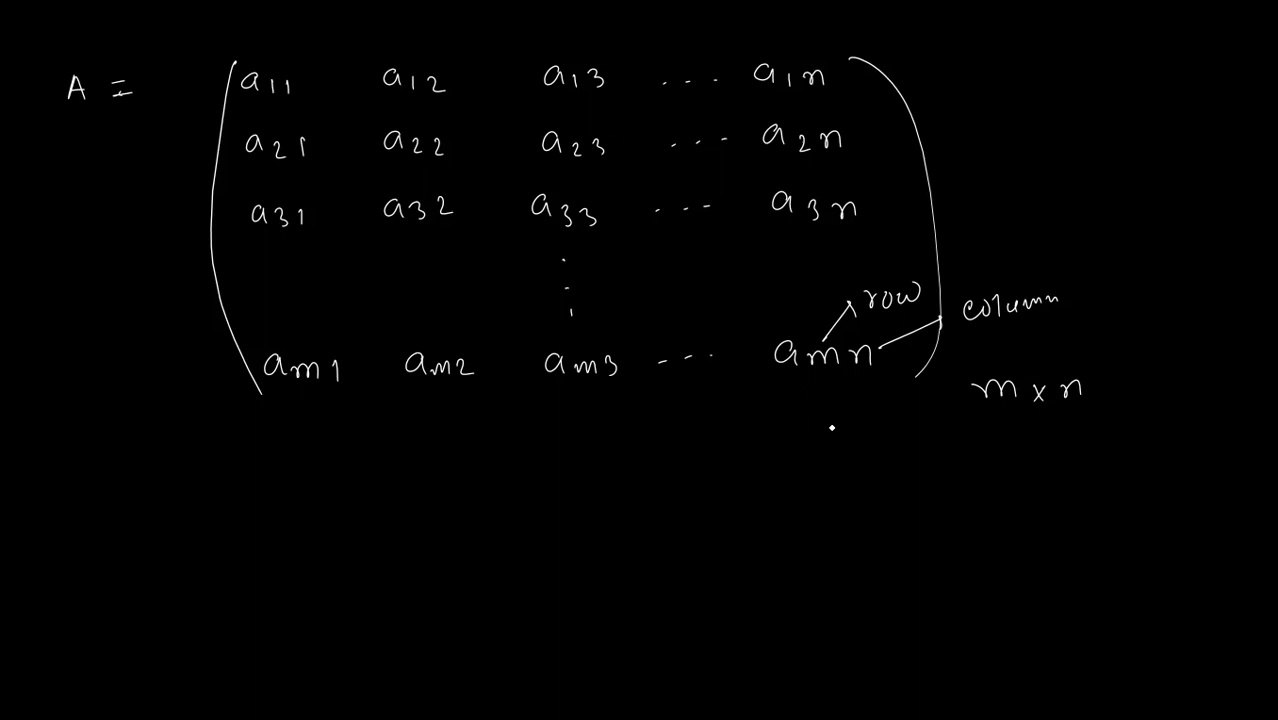 A = a11 a12 a13 ... a1n
a21 a22 a23 ... a2n
a31 a32 a33 ... a3n
row
column
am1 am2 am3 ... amn
m x n